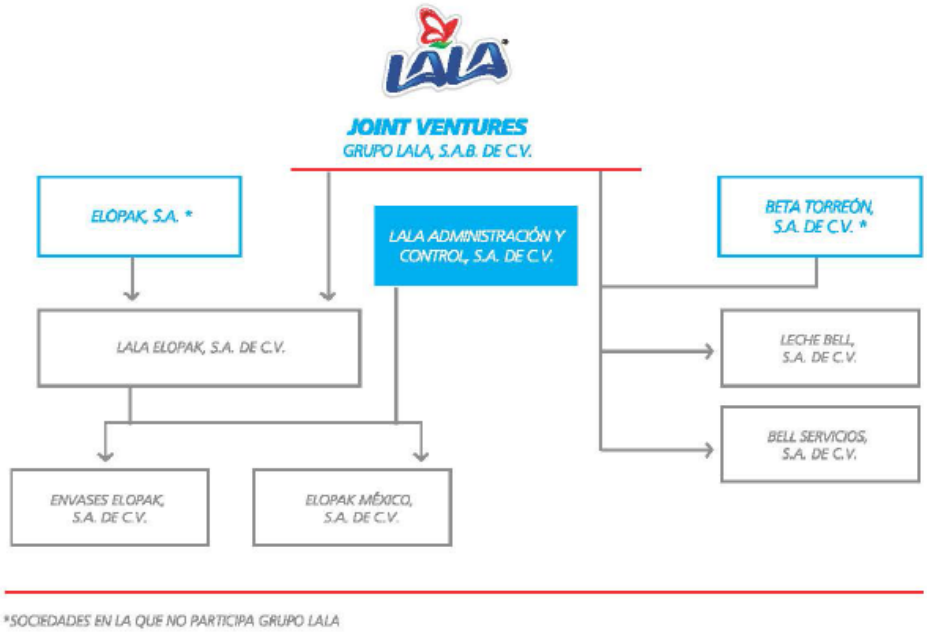 LALA
JOINT VENTURES
GRUPO LALA, S.A.B. DE C.V.
ELOPAK, S.A. *
LALA ADMINISTRACIÓN Y
CONTROL, S.A. DE C.V.
BETA TORREÓN,
S.A. DE C.V. *
LALA ELOPAK, S.A. DE C.V.
LECHE BELL,
S.A. DE C.V.
BELL SERVICIOS,
S.A. DE C.V.
ENVASES ELOPAK,
S.A. DE C.V.
ELOPAK MÉXICO,
S.A. DE C.V.
*SOCIEDADES EN LA QUE NO PARTICIPA GRUPO LALA